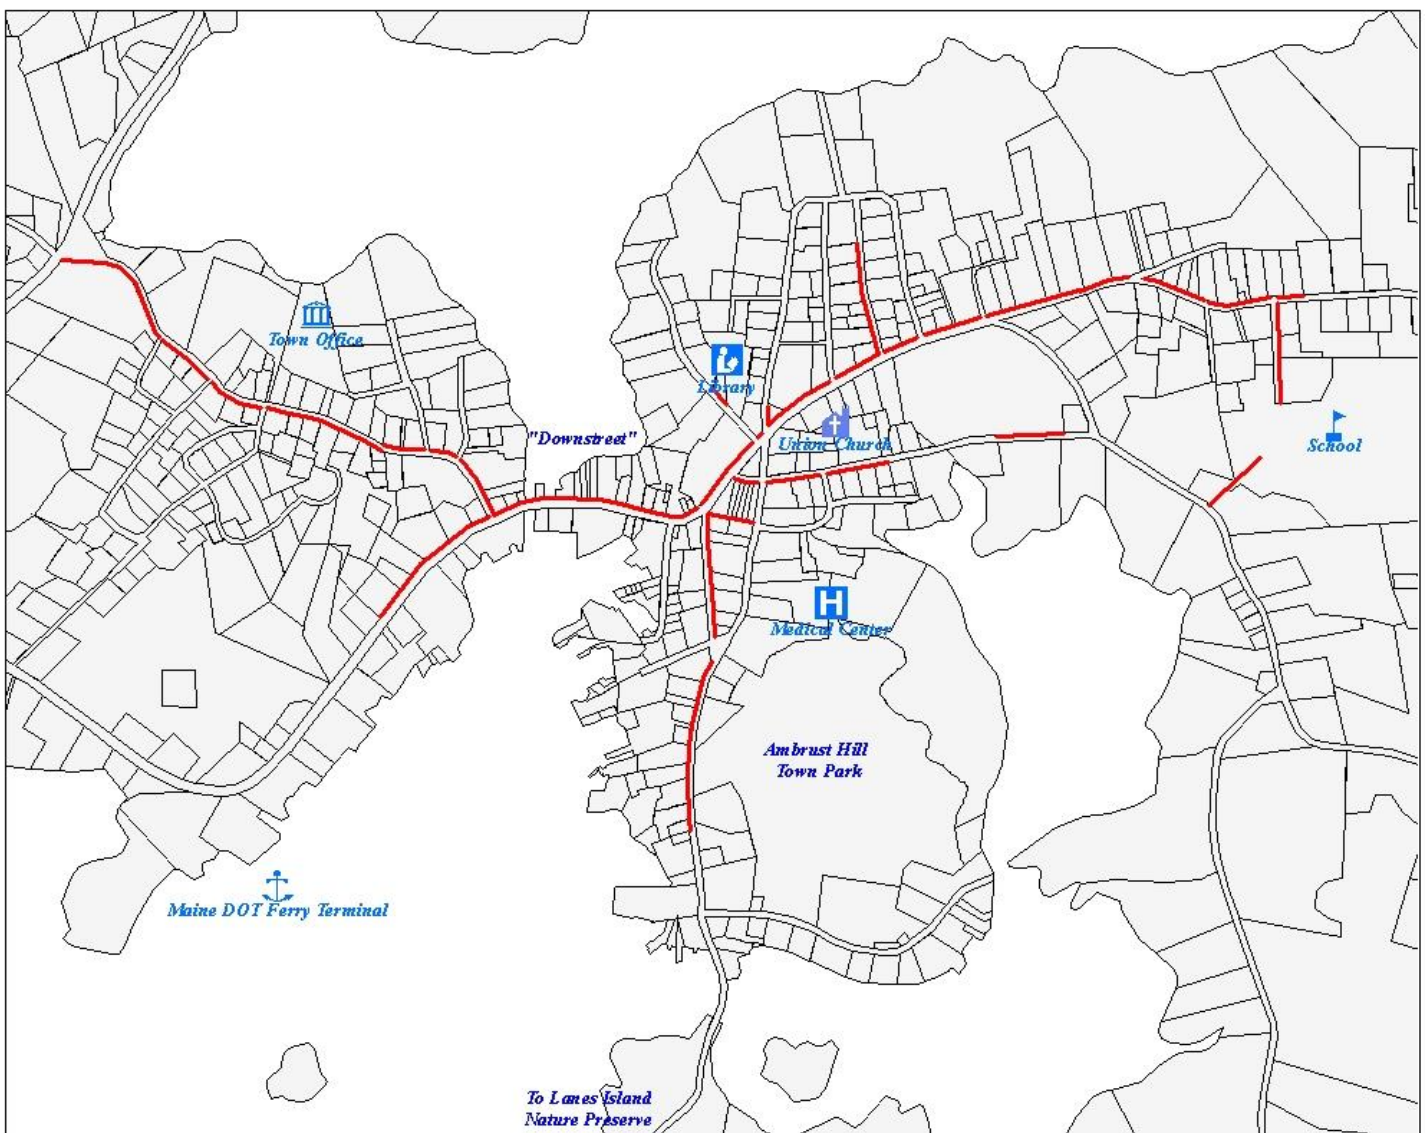 Town Office
Library
"Downstreet"
Union Church
School
H
Medical Center
Ambrust Hill
Town Park
Maine DOT Ferry Terminal
To Lanes Island
Nature Preserve